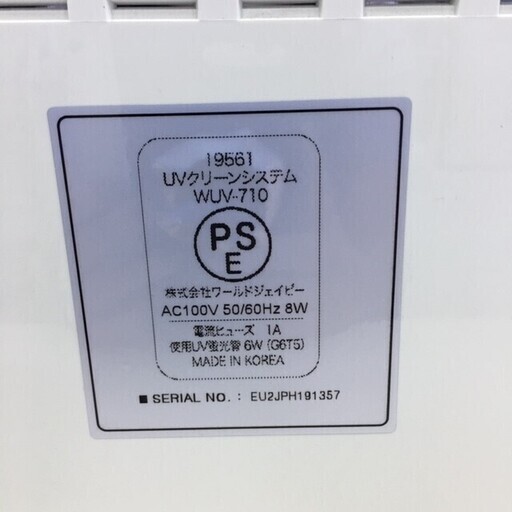 19561
UVクリーンシステム
WUV-710
PS
E
株式会社ワールドジェイビー
AC100V 50/60Hz 8W
電流ヒューズ 1A
使用UV蛍光管 6W (G6T5)
MADE IN KOREA
■ SERIAL NO. : EU2JPH191357